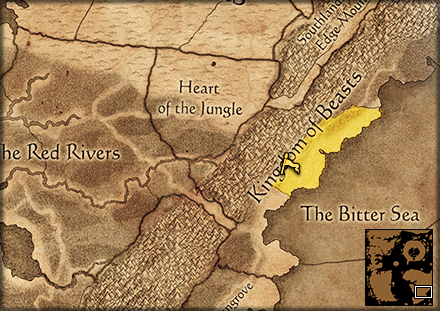 Southland
Edge Mou
Heart
of the Jungle
Kingdom of Beasts
he Red Rivers
The Bitter Sea
ngrove